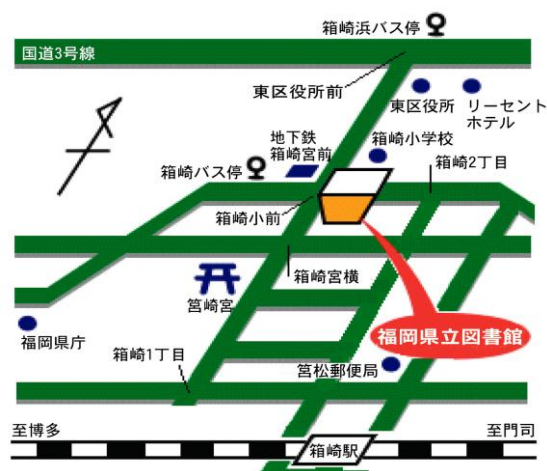 箱崎浜バス停
国道3号線
東区役所前
東区役所
リーセント
ホテル
地下鉄
箱崎宮前
箱崎小学校
箱崎バス停
箱崎2丁目
箱崎小前
箱崎宮横
筥崎宮
福岡県庁
福岡県立図書館
箱崎1丁目
筥松郵便局
至博多
至門司
箱崎駅